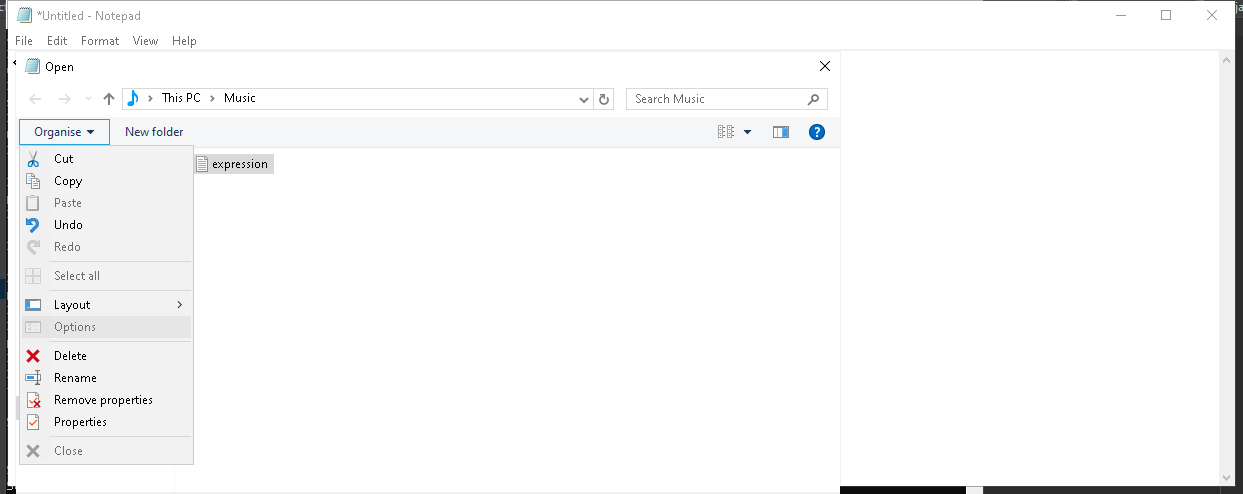 *Untitled - Notepad
File Edit Format View Help
Open
This PC > Music
Search Music
Organise New folder
Cut
expression
Copy
Paste
Undo
Redo
Select all
Layout
Options
Delete
Rename
Remove properties
Properties
Close